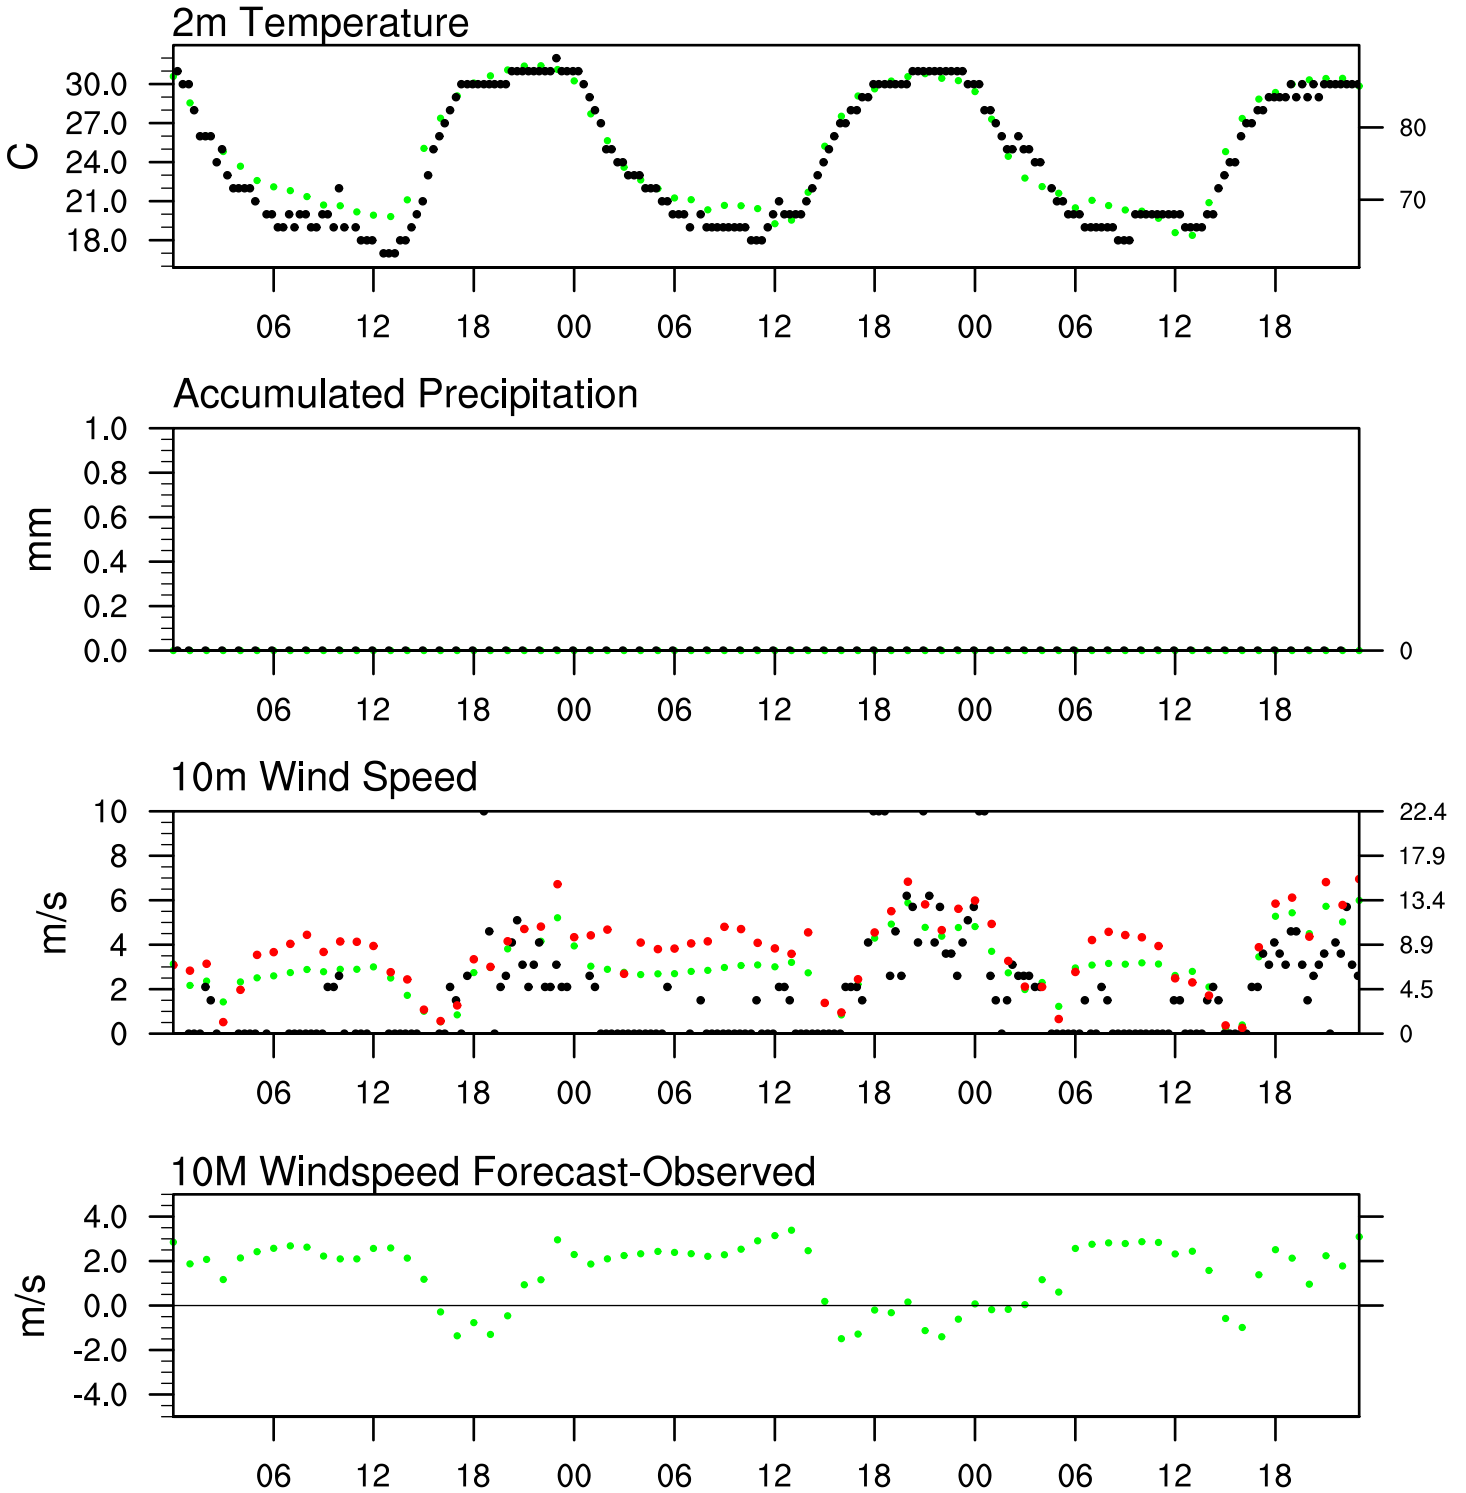 2m Temperature
30.0
27.0
24.0
21.0
18.0
C
80
70
06 12 18 00 06 12 18 00 06 12 18
Accumulated Precipitation
1.0
0.8
0.6
0.4
0.2
0.0
mm
0
06 12 18 00 06 12 18 00 06 12 18
10m Wind Speed
10
8
6
4
2
0
m/s
22.4
17.9
13.4
8.9
4.5
0
06 12 18 00 06 12 18 00 06 12 18
10M Windspeed Forecast-Observed
4.0
2.0
0.0
-2.0
-4.0
m/s
06 12 18 00 06 12 18 00 06 12 18